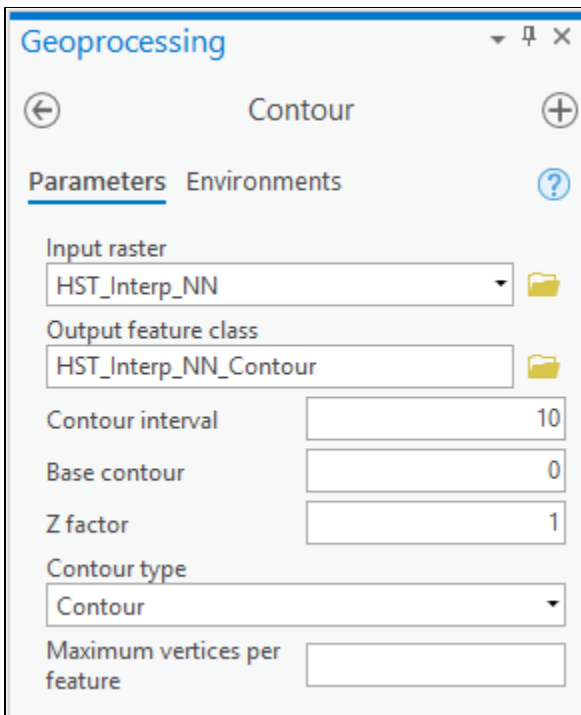 Geoprocessing
Contour
Parameters Environments
?
Input raster
HST_Interp_NN
Output feature class
HST_Interp_NN_Contour
Contour interval 10
Base contour 0
Z factor 1
Contour type
Contour
Maximum vertices per
feature